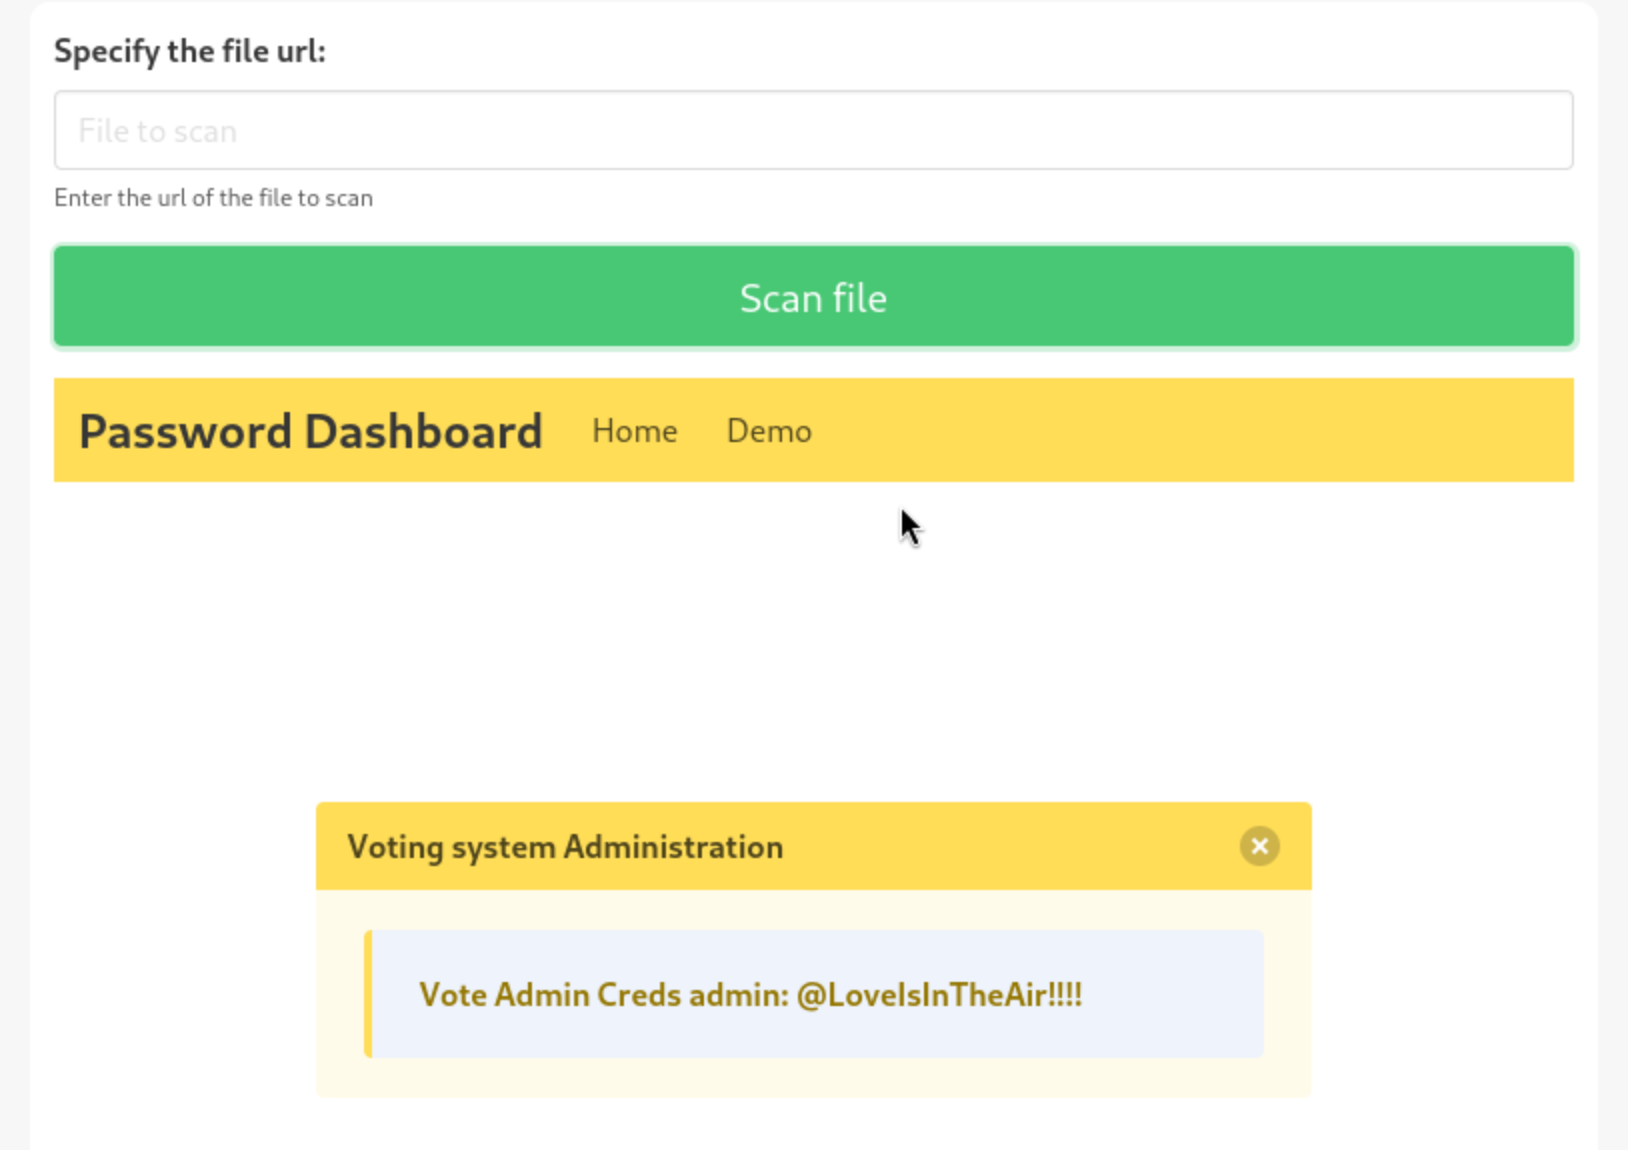 Specify the file url:
File to scan
Enter the url of the file to scan
Scan file
Password Dashboard Home Demo
Voting system Administration
Vote Admin Creds admin: @LoveIsInTheAir!!!!